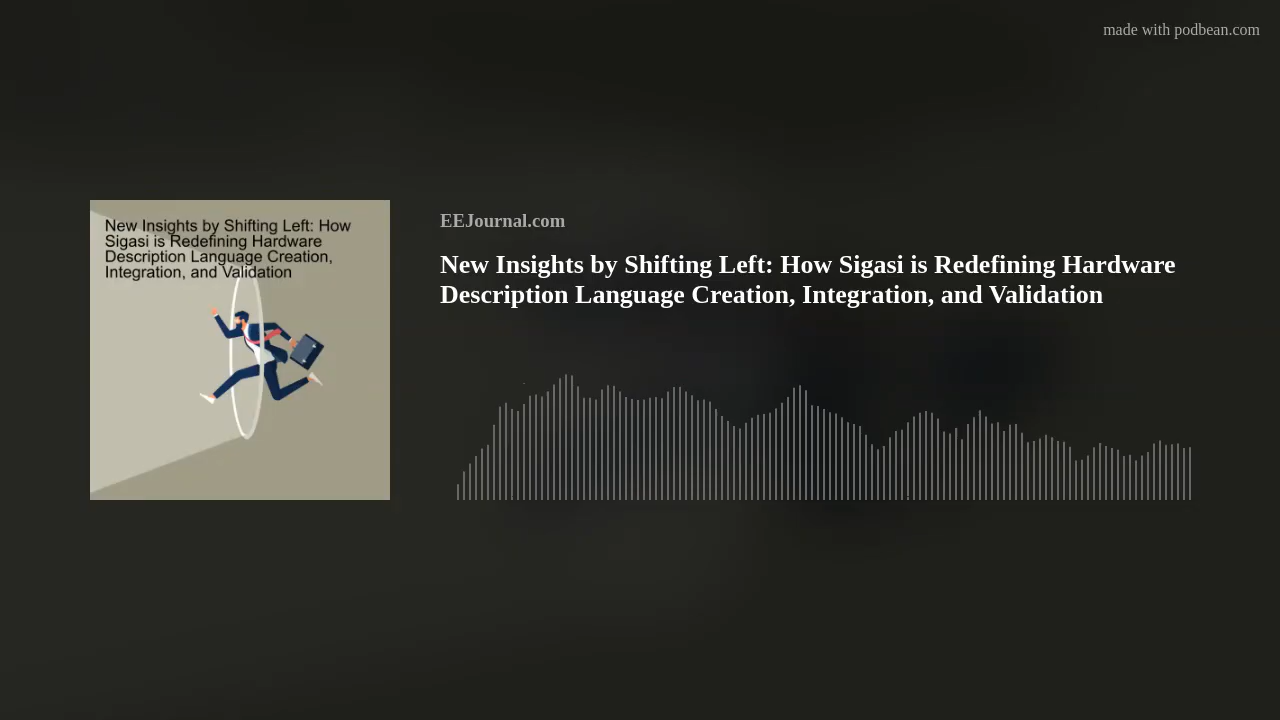 made with podbean.com
New Insights by Shifting Left: How
Sigasi is Redefining Hardware
Description Language Creation,
Integration, and Validation
EEJournal.com
New Insights by Shifting Left: How Sigasi is Redefining Hardware
Description Language Creation, Integration, and Validation